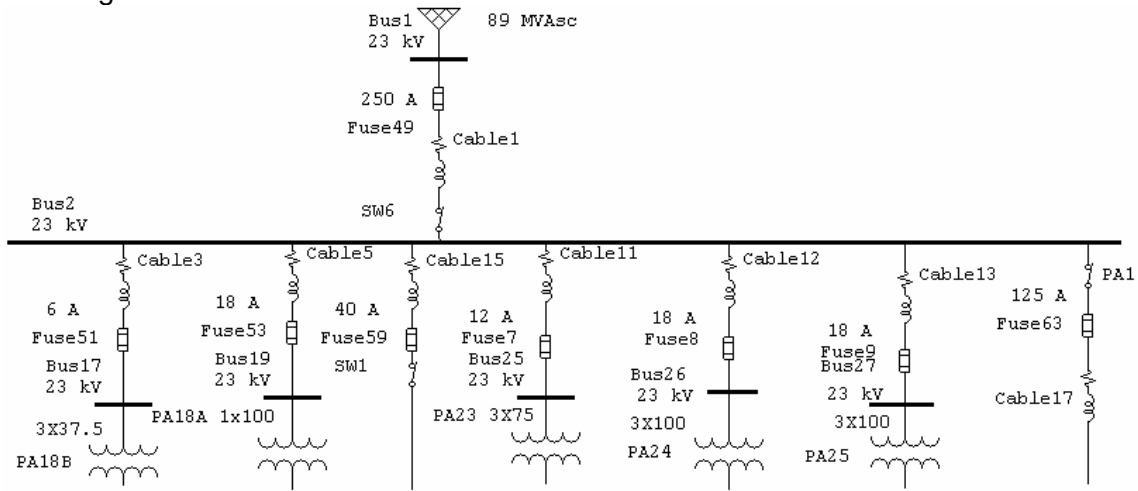 Bus1
23 kV
89 MVAsc
250 A
Fuse49
Cable1
SW6
Bus2
23 kV
Cable3
6 A
Fuse51
Bus17
23 kV
3X37.5
PA18B
Cable5
18 A
Fuse53
Bus19
23 kV
PA18A 1x100
Cable15
40 A
Fuse59
SW1
Cable11
12 A
Fuse7
Bus25
23 kV
PA23 3X75
Cable12
18 A
Fuse8
Bus26
23 kV
3X100
PA24
Cable13
18 A
Fuse9
Bus27
23 kV
3X100
PA25
PA1
125 A
Fuse63
Cable17